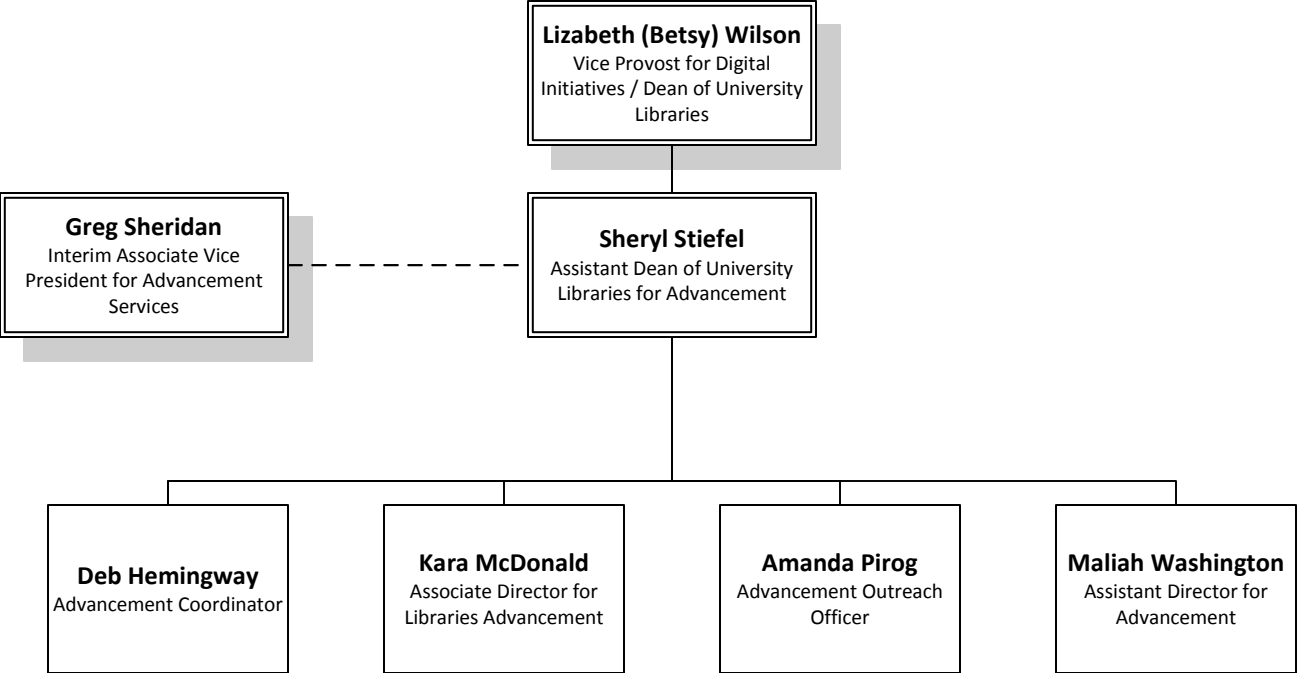 Lizabeth (Betsy) Wilson
Vice Provost for Digital
Initiatives / Dean of University
Libraries
Greg Sheridan
Interim Associate Vice
President for Advancement
Services
Sheryl Stiefel
Assistant Dean of University
Libraries for Advancement
Deb Hemingway
Advancement Coordinator
Kara McDonald
Associate Director for
Libraries Advancement
Amanda Pirog
Advancement Outreach
Officer
Maliah Washington
Assistant Director for
Advancement